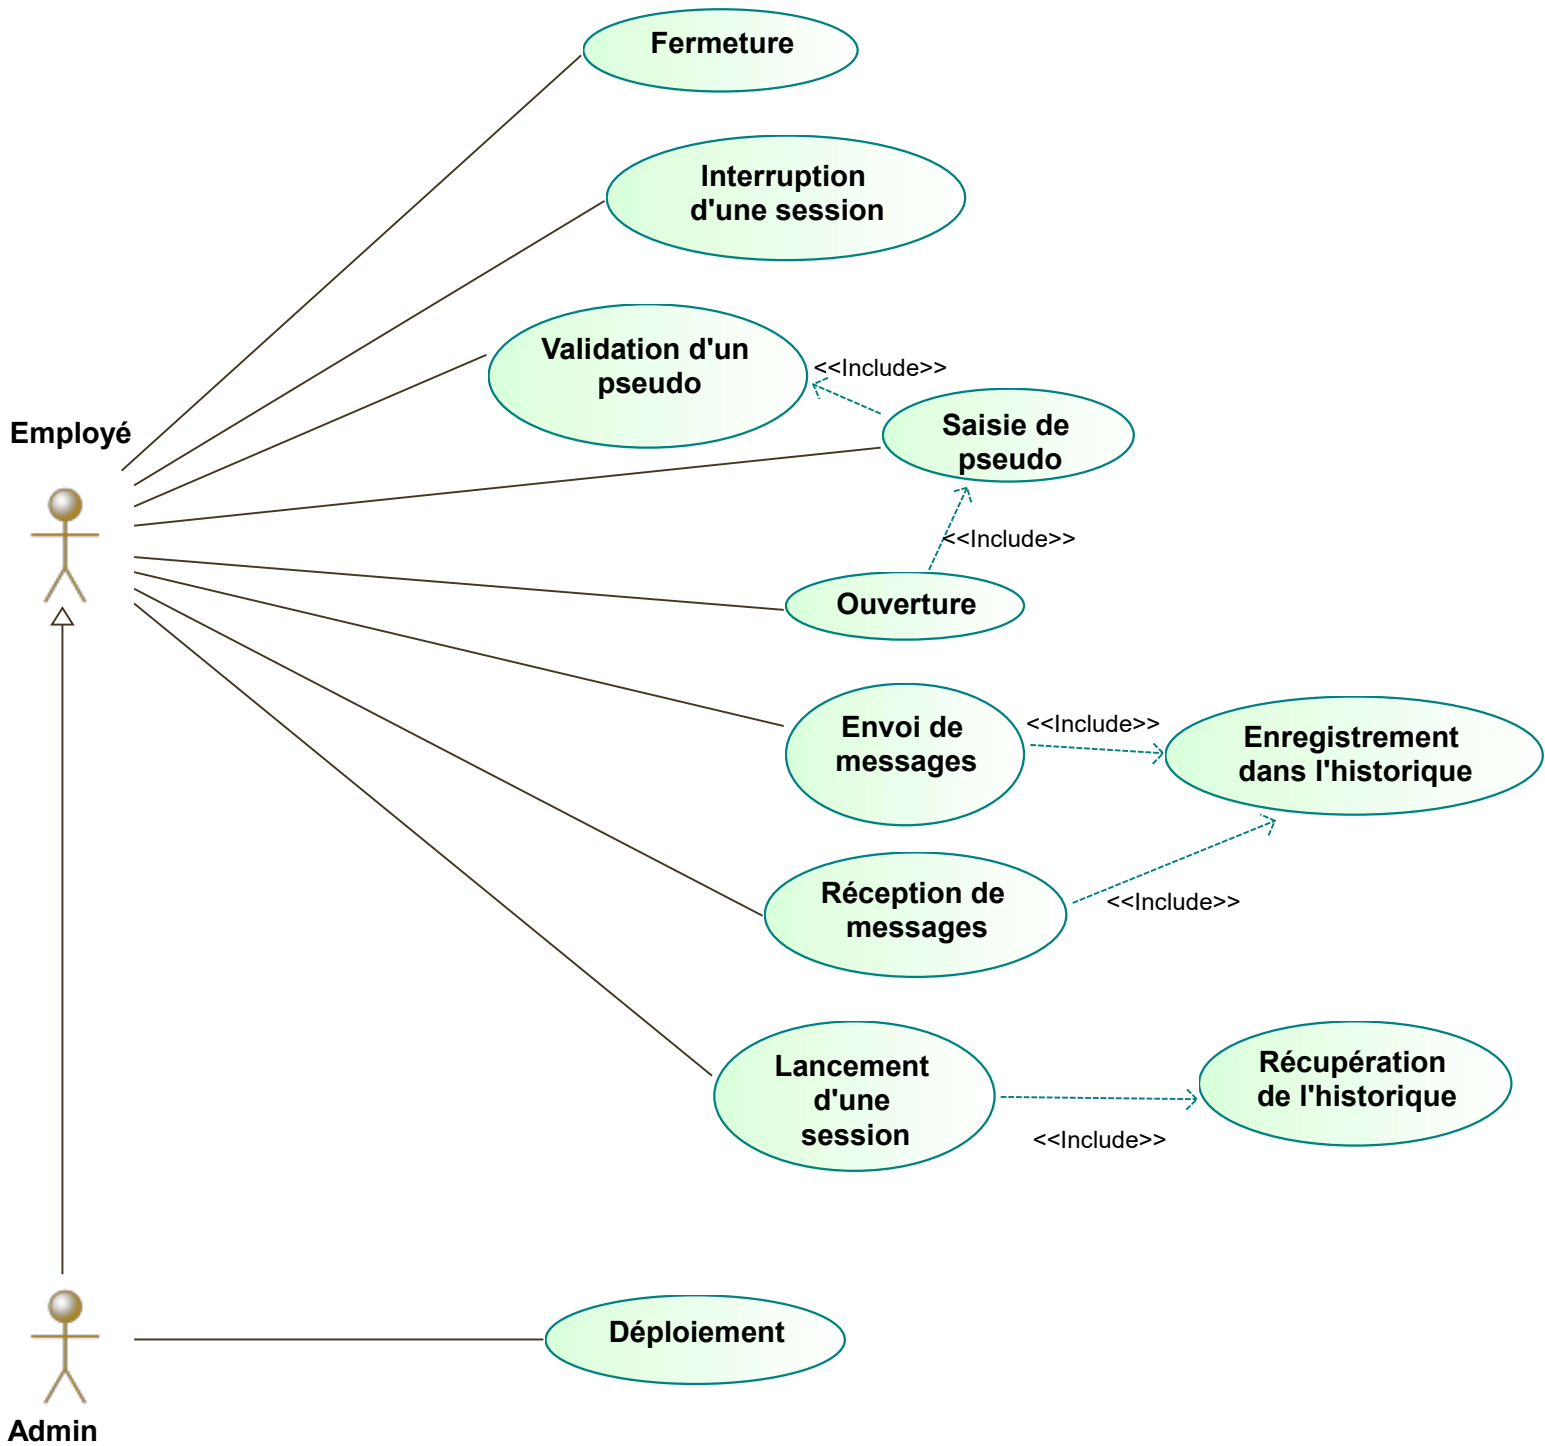 Fermeture
Interruption
d'une session
Validation d'un
pseudo
<<Include>>
Saisie de
pseudo
Employé
<<Include>>
Ouverture
Envoi de
messages
<<Include>>
Enregistrement
dans l'historique
Réception de
messages
<<Include>>
Lancement
d'une
session
Récupération
de l'historique
<<Include>>
Déploiement
Admin